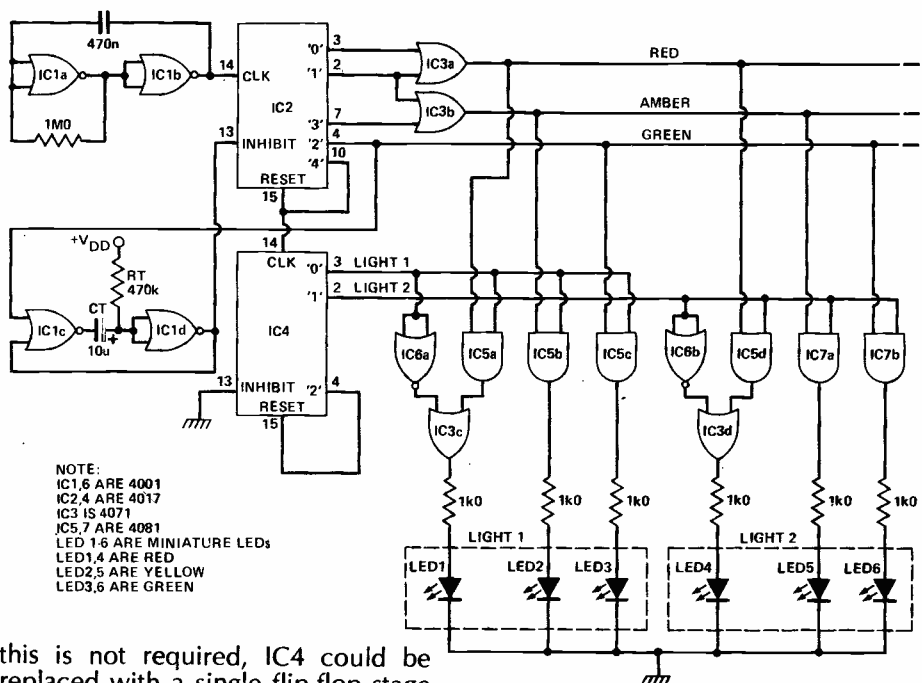 470n
IC1a
IC1b
1M0
14
CLK
IC2
13
INHIBIT
RESET
15
'0'
3
'1'
2
'3'
7
'2'
4
'4'
10
IC3a
IC3b
RED
AMBER
GREEN
+VDD
RT
470k
CT
10u
+
IC1c
IC1d
14
CLK
IC4
13
INHIBIT
RESET
15
'0'
3
LIGHT 1
'1'
2
LIGHT 2
'2'
4
IC6a
IC5a
IC5b
IC5c
IC6b
IC5d
IC7a
IC7b
IC3c
IC3d
1k0
1k0
1k0
1k0
1k0
1k0
LIGHT 1
LIGHT 2
LED1
LED2
LED3
LED4
LED5
LED6
NOTE:
IC1,6 ARE 4001
IC2,4 ARE 4017
IC3 IS 4071
IC5,7 ARE 4081
LED 1-6 ARE MINIATURE LEDs
LED1,4 ARE RED
LED2,5 ARE YELLOW
LED3,6 ARE GREEN
this is not required, IC4 could be
replaced with a single flip-flop stage